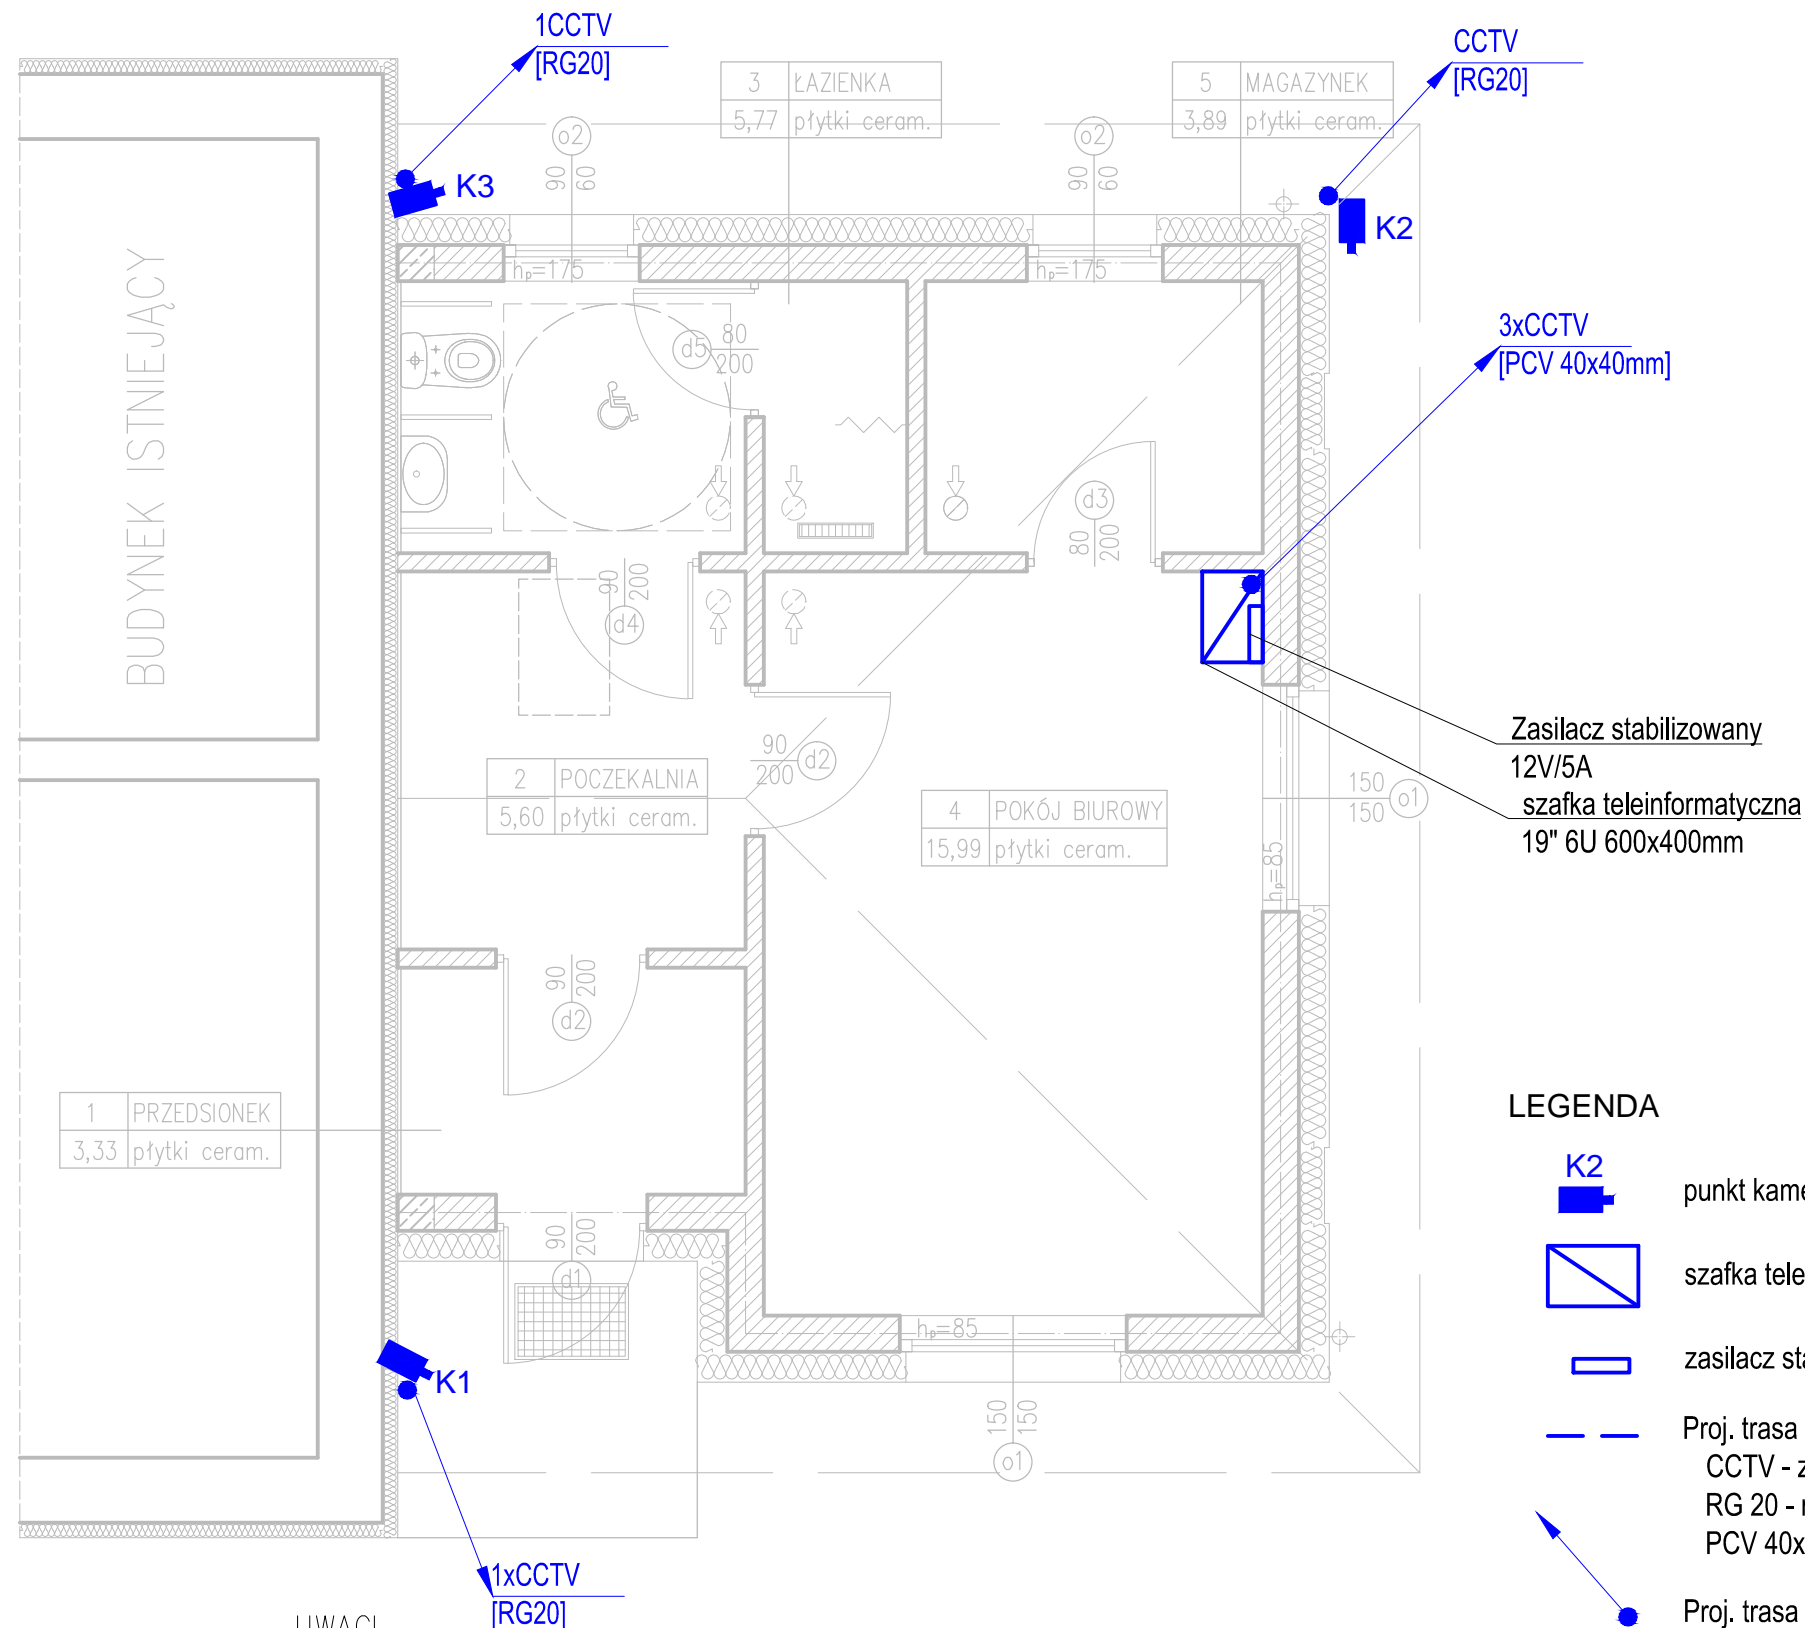 1CCTV
[RG20]
CCTV
[RG20]
3 ŁAZIENKA
5,77 płytki ceram.
5 MAGAZYNEK
3,89 płytki ceram.
o2
90
60
o2
90
60
K3
K2
hp=175
hp=175
BUDYNEK ISTNIEJĄCY
3xCCTV
[PCV 40x40mm]
d5
80
200
d3
80
200
90
200
d4
Zasilacz stabilizowany
12V/5A
szafka teleinformatyczna
19" 6U 600x400mm
90
200
d2
2 POCZEKALNIA
5,60 płytki ceram.
4 POKÓJ BIUROWY
15,99 płytki ceram.
150
150
o1
hp=85
90
200
d2
1 PRZEDSIONEK
3,33 płytki ceram.
90
200
d1
hp=85
K1
150
150
o1
1xCCTV
[RG20]
LEGENDA
K2
punkt kame
szafka tele
zasilacz sta
Proj. trasa
CCTV - z
RG 20 - r
PCV 40x
Proj. trasa
UWAGI